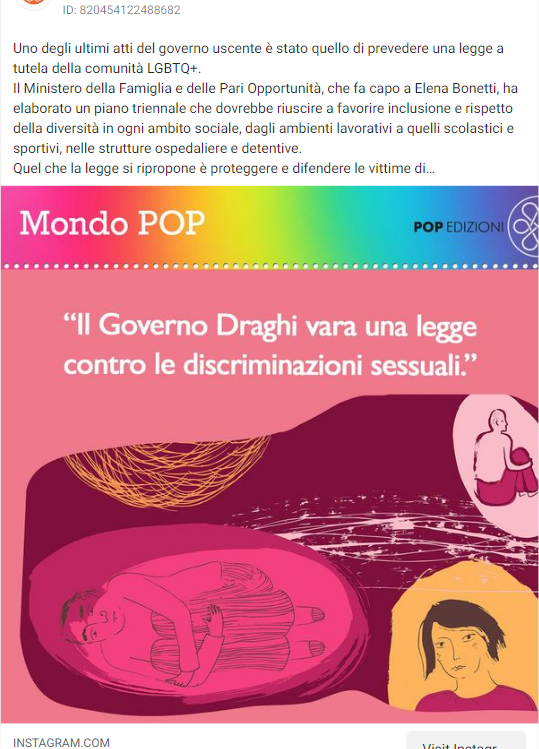 ID: 820454122488682
Uno degli ultimi atti del governo uscente è stato quello di prevedere una legge a
tutela della comunità LGBTQ+.
Il Ministero della Famiglia e delle Pari Opportunità, che fa capo a Elena Bonetti, ha
elaborato un piano triennale che dovrebbe riuscire a favorire inclusione e rispetto
della diversità in ogni ambito sociale, dagli ambienti lavorativi a quelli scolastici e
sportivi, nelle strutture ospedaliere e detentive.
Quel che la legge si ripropone è proteggere e difendere le vittime di...
Mondo POP
POP EDIZIONI
“Il Governo Draghi vara una legge
contro le discriminazioni sessuali.”
INSTAGRAM.COM
Visit Instagr